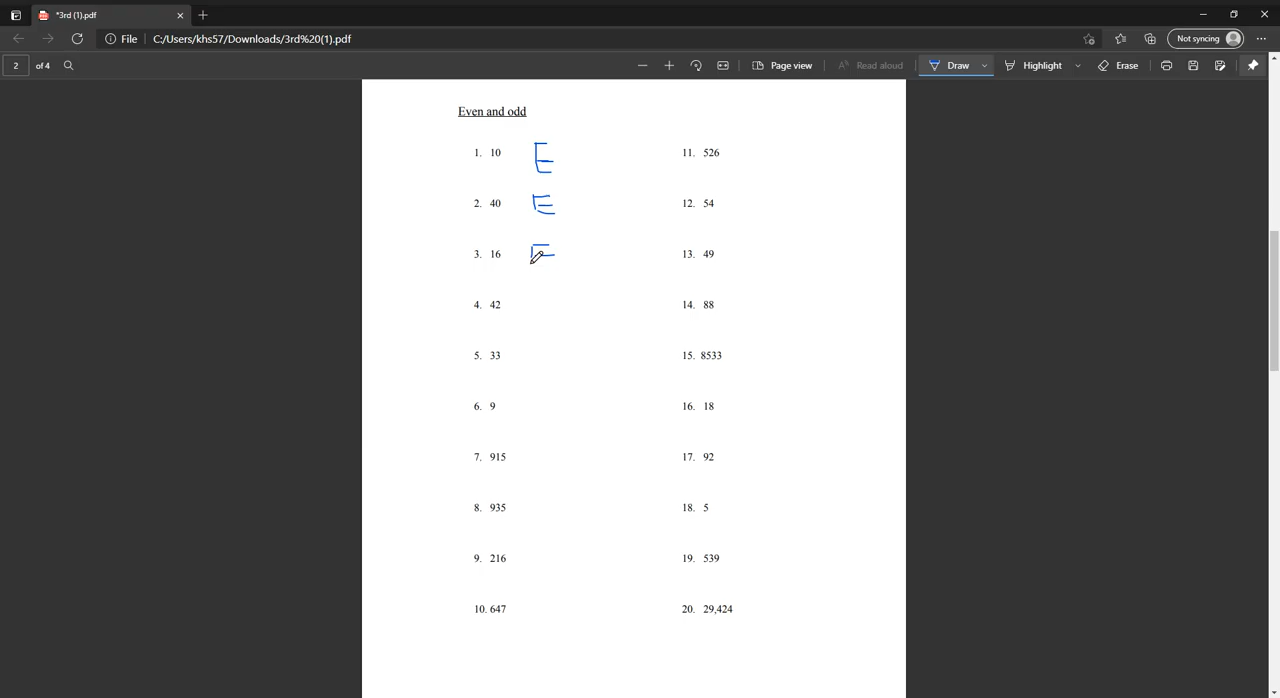 *3rd (1).pdf
File C:/Users/khs57/Downloads/3rd%20(1).pdf
Not syncing
2 of 4
Page view
Read aloud
Draw
Highlight
Erase
Even and odd
1. 10 E
2. 40 E
3. 16
4. 42
5. 33
6. 9
7. 915
8. 935
9. 216
10. 647
11. 526
12. 54
13. 49
14. 88
15. 8533
16. 18
17. 92
18. 5
19. 539
20. 29,424